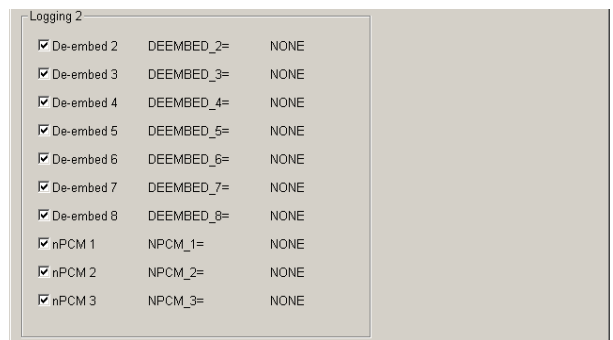 Logging 2
De-embed 2 DEEMBED_2= NONE
De-embed 3 DEEMBED_3= NONE
De-embed 4 DEEMBED_4= NONE
De-embed 5 DEEMBED_5= NONE
De-embed 6 DEEMBED_6= NONE
De-embed 7 DEEMBED_7= NONE
De-embed 8 DEEMBED_8= NONE
nPCM 1 NPCM_1= NONE
nPCM 2 NPCM_2= NONE
nPCM 3 NPCM_3= NONE